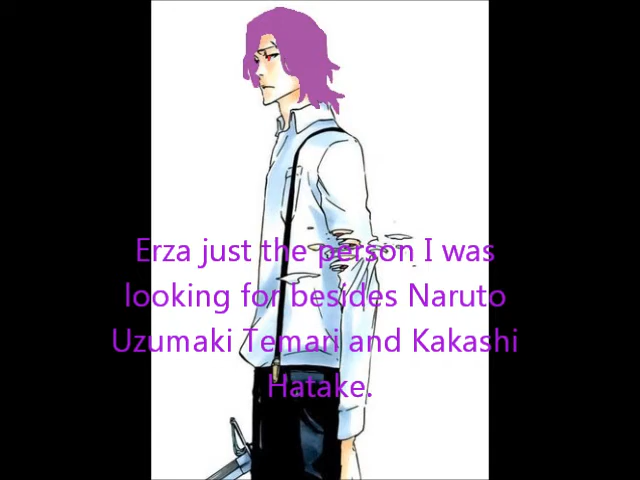 Erza just the person I was
looking for besides Naruto
Uzumaki Temari and Kakashi
Hatake.